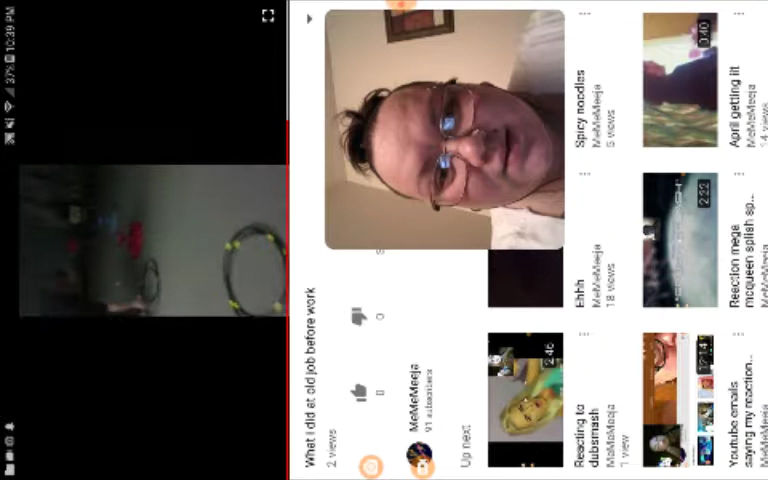 37% 10:39 PM
What I did at old job before work
2 views
0
0
MeMeMeeja
91 subscribers
Up next
2:46
Reacting to
dubsmash
MeMeMeeja
1 view
Ehhh
MeMeMeeja
18 views
Spicy noodles
MeMeMeeja
5 views
17:14
Youtube emails
saying my reaction...
MeMeMeeja
2:22
Reaction mega
mcqueen splish sp...
MeMeMeeja
0:40
April getting lit
MeMeMeeja
14 views